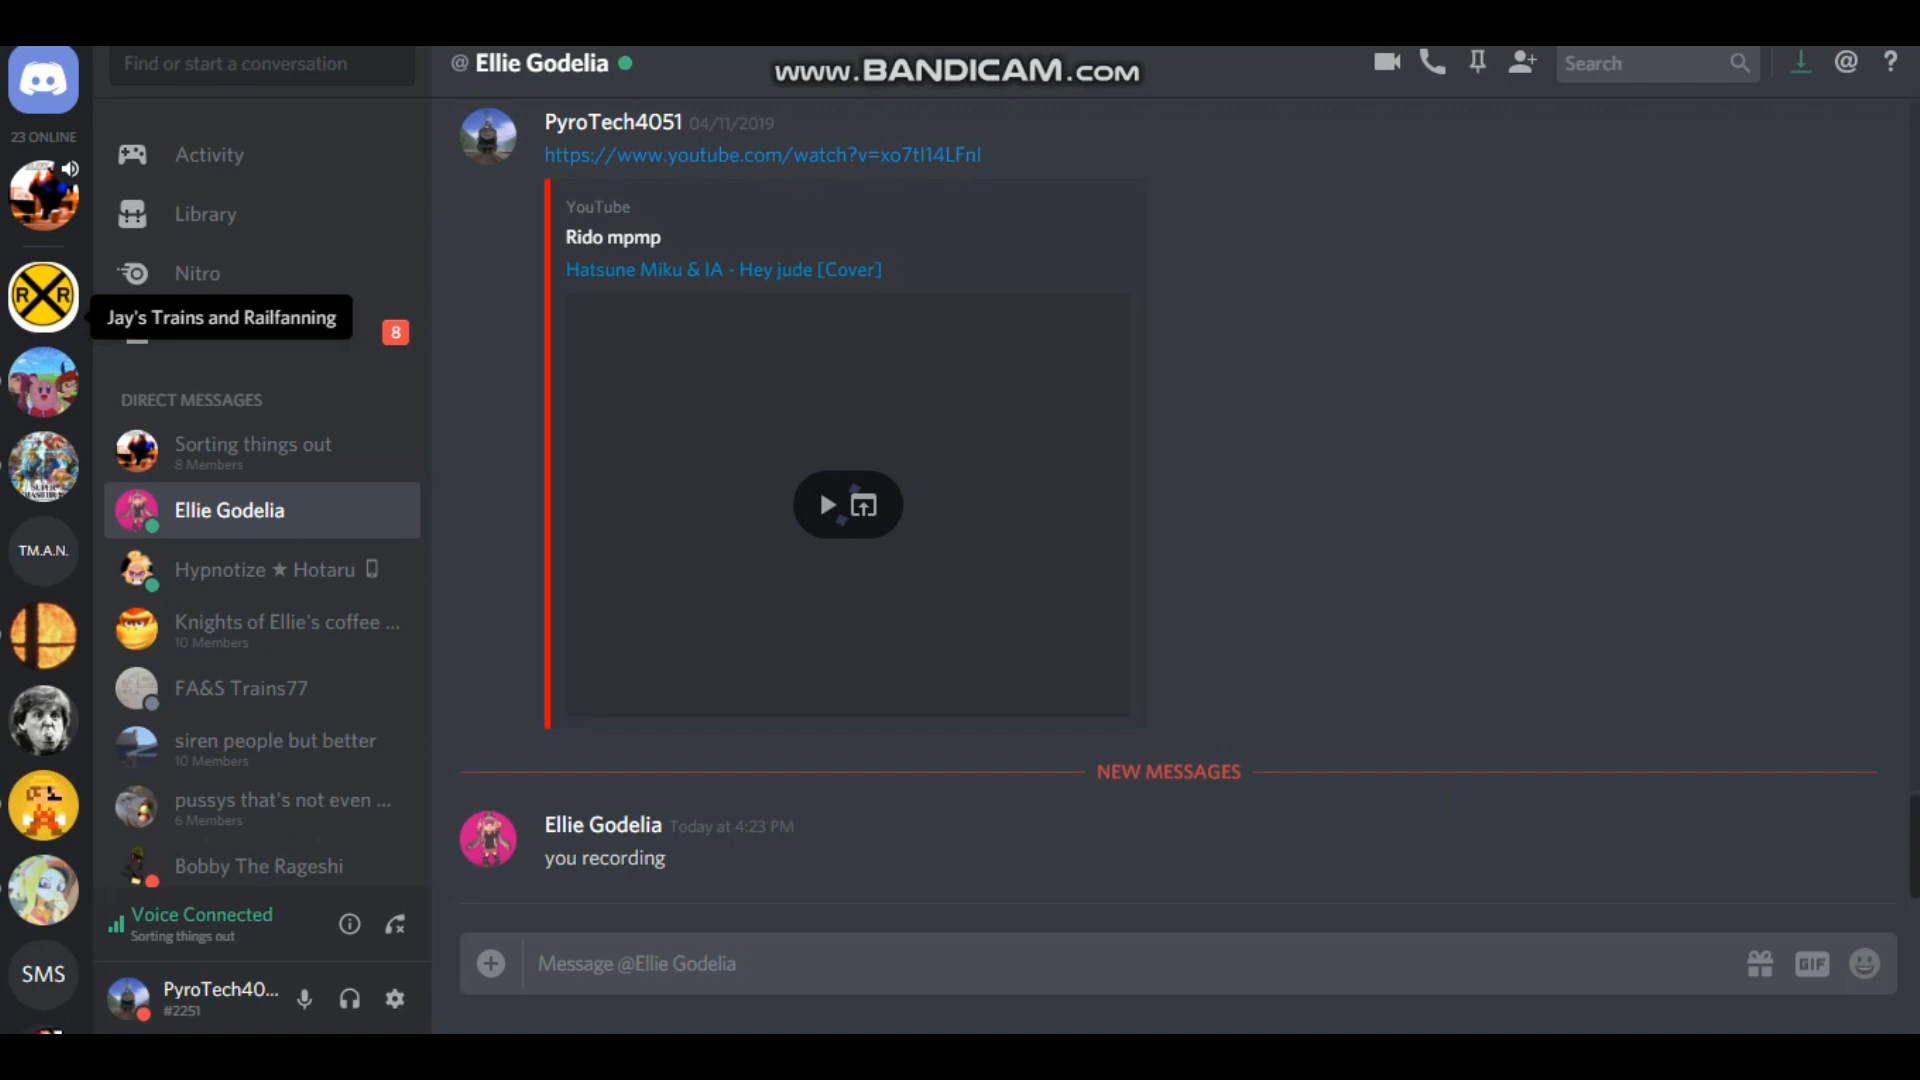 www.BANDICAM.com
23 ONLINE
R R
TM.A.N.
SMS
Find or start a conversation
Activity
Library
Nitro
Jay's Trains and Railfanning
8
DIRECT MESSAGES
Sorting things out
8 Members
Ellie Godelia
Hypnotize ★ Hotaru
Knights of Ellie's coffee ...
10 Members
FA&S Trains77
siren people but better
10 Members
pussys that's not even ...
6 Members
Bobby The Rageshi
Voice Connected
Sorting things out
PyroTech40...
#2251
@ Ellie Godelia
Search
@ ?
PyroTech4051 04/11/2019
https://www.youtube.com/watch?v=xo7tI14LFnI
YouTube
Rido mpmp
Hatsune Miku & IA - Hey jude [Cover]
NEW MESSAGES
Ellie Godelia Today at 4:23 PM
you recording
Message @Ellie Godelia
GIF